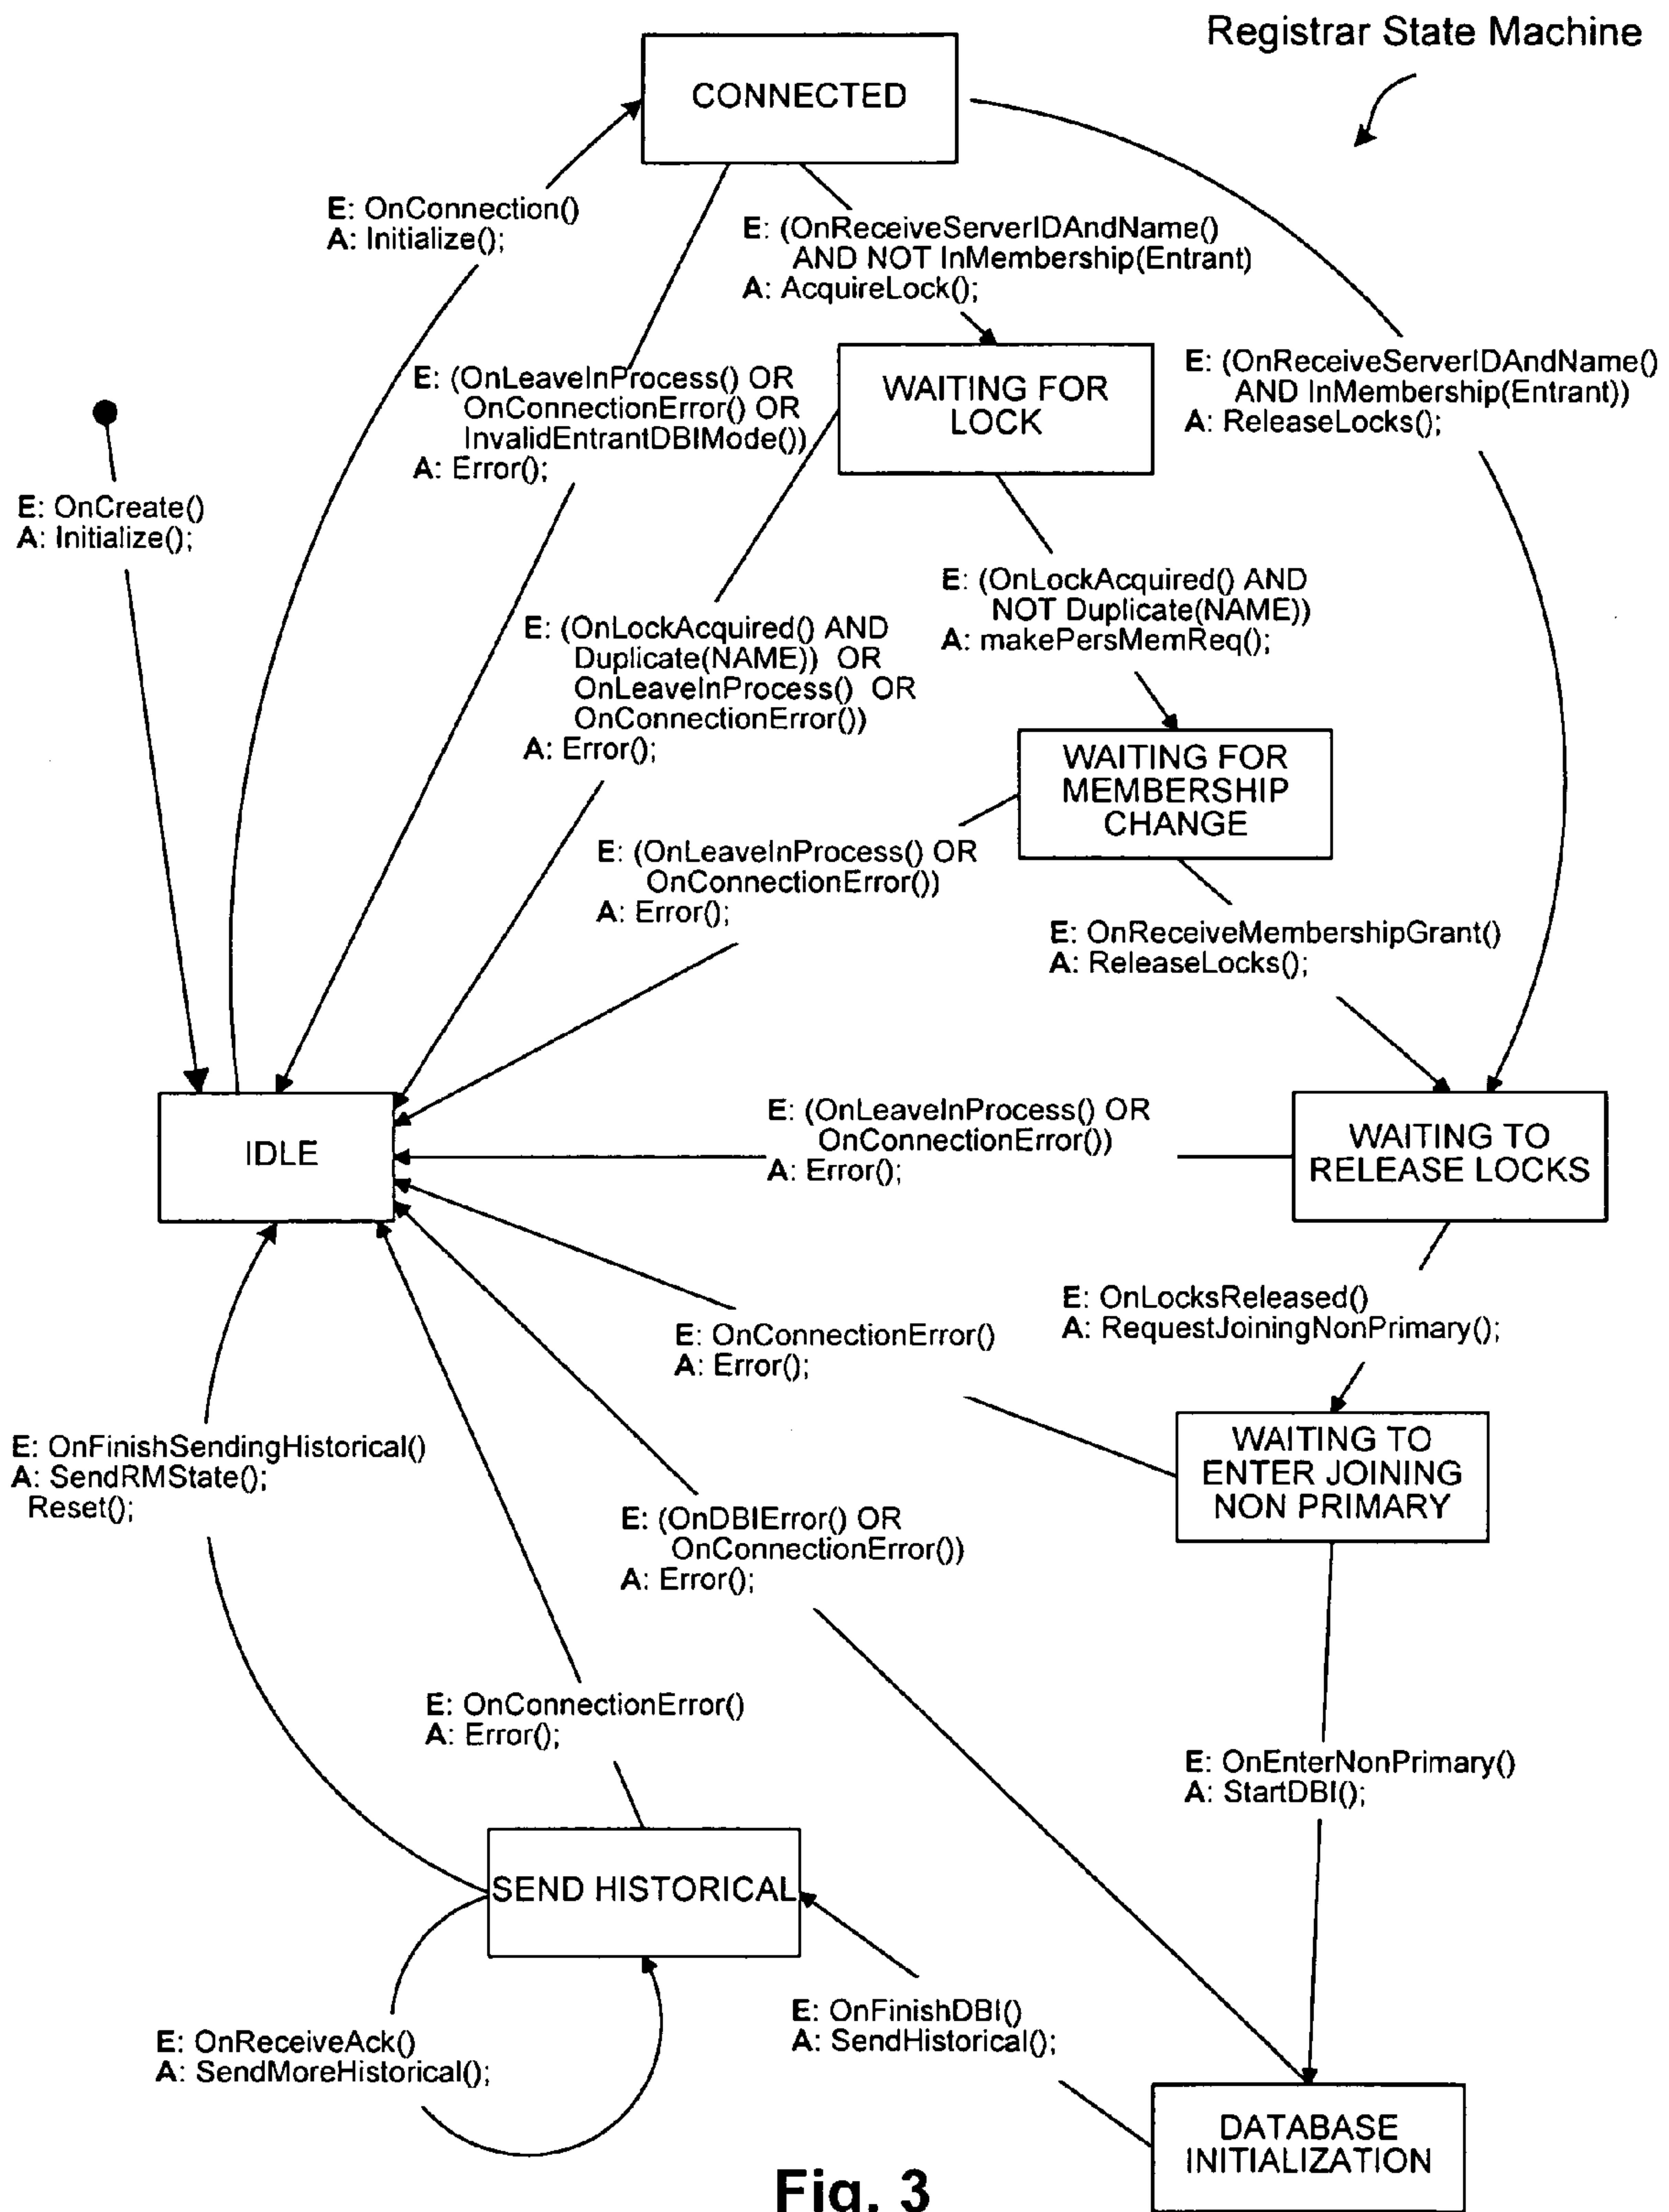 Registrar State Machine
CONNECTED
E: OnConnection()
A: Initialize();
E: (OnReceiveServerIDAndName()
AND NOT InMembership(Entrant)
A: AcquireLock();
E: (OnLeaveInProcess() OR
OnConnectionError() OR
InvalidEntrantDBIMode())
A: Error();
WAITING FOR
LOCK
E: (OnReceiveServerIDAndName()
AND InMembership(Entrant))
A: ReleaseLocks();
E: OnCreate()
A: Initialize();
E: (OnLockAcquired() AND
NOT Duplicate(NAME))
A: makePersMemReq();
E: (OnLockAcquired() AND
Duplicate(NAME)) OR
OnLeaveInProcess() OR
OnConnectionError())
A: Error();
WAITING FOR
MEMBERSHIP
CHANGE
E: (OnLeaveInProcess() OR
OnConnectionError())
A: Error();
E: OnReceiveMembershipGrant()
A: ReleaseLocks();
IDLE
E: (OnLeaveInProcess() OR
OnConnectionError())
A: Error();
WAITING TO
RELEASE LOCKS
E: OnLocksReleased()
A: RequestJoiningNonPrimary();
E: OnConnectionError()
A: Error();
WAITING TO
ENTER JOINING
NON PRIMARY
E: OnFinishSendingHistorical()
A: SendRMState();
Reset();
E: (OnDBIError() OR
OnConnectionError())
A: Error();
E: OnConnectionError()
A: Error();
E: OnEnterNonPrimary()
A: StartDBI();
SEND HISTORICAL
E: OnFinishDBI()
A: SendHistorical();
E: OnReceiveAck()
A: SendMoreHistorical();
DATABASE
INITIALIZATION
Fig. 3